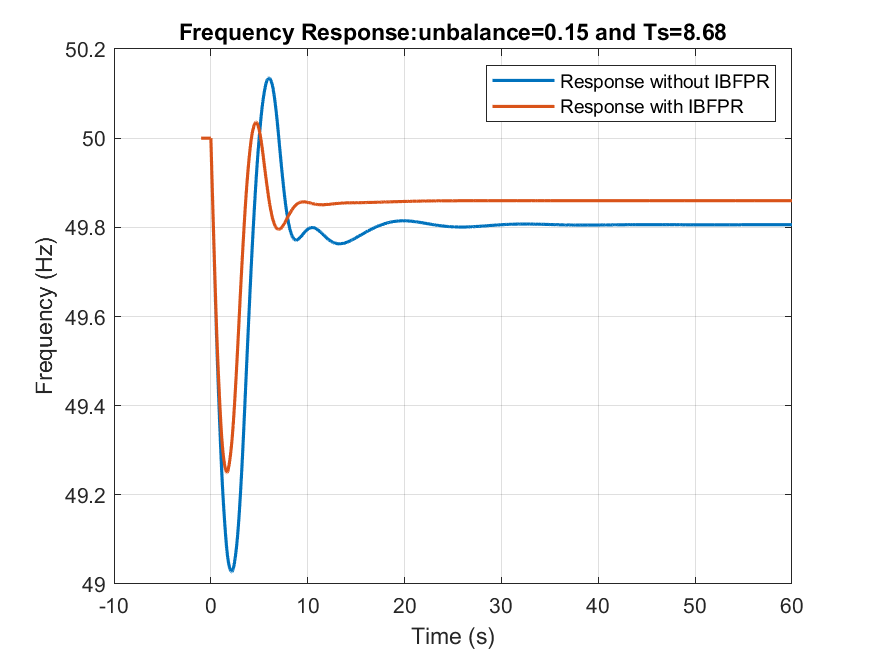 Frequency Response:unbalance=0.15 and Ts=8.68
50.2
50
49.8
49.6
49.4
49.2
49
Frequency (Hz)
Response without IBFPR
Response with IBFPR
-10 0 10 20 30 40 50 60
Time (s)